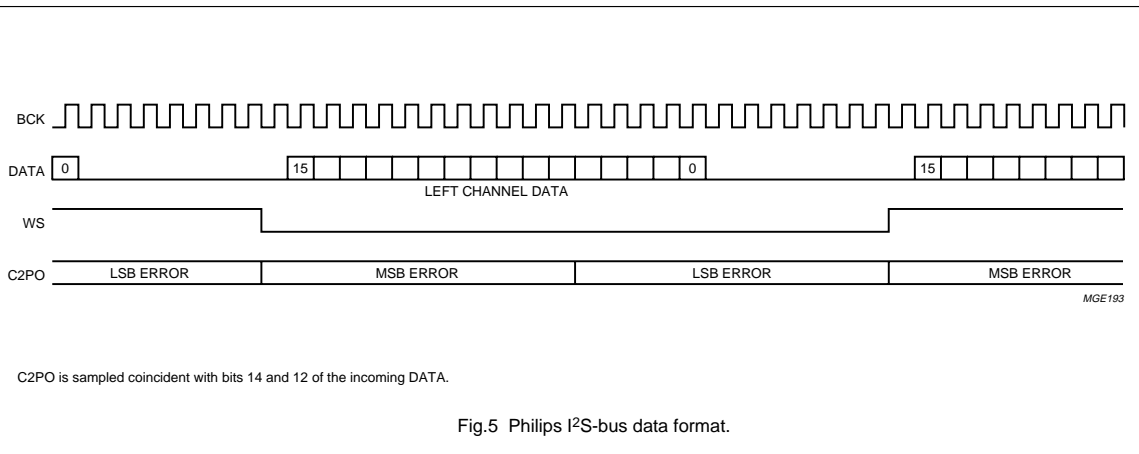 BCK
DATA 0 15 0 15
LEFT CHANNEL DATA
WS
C2PO LSB ERROR MSB ERROR LSB ERROR MSB ERROR
MGE193
C2PO is sampled coincident with bits 14 and 12 of the incoming DATA.
Fig.5 Philips I²S-bus data format.